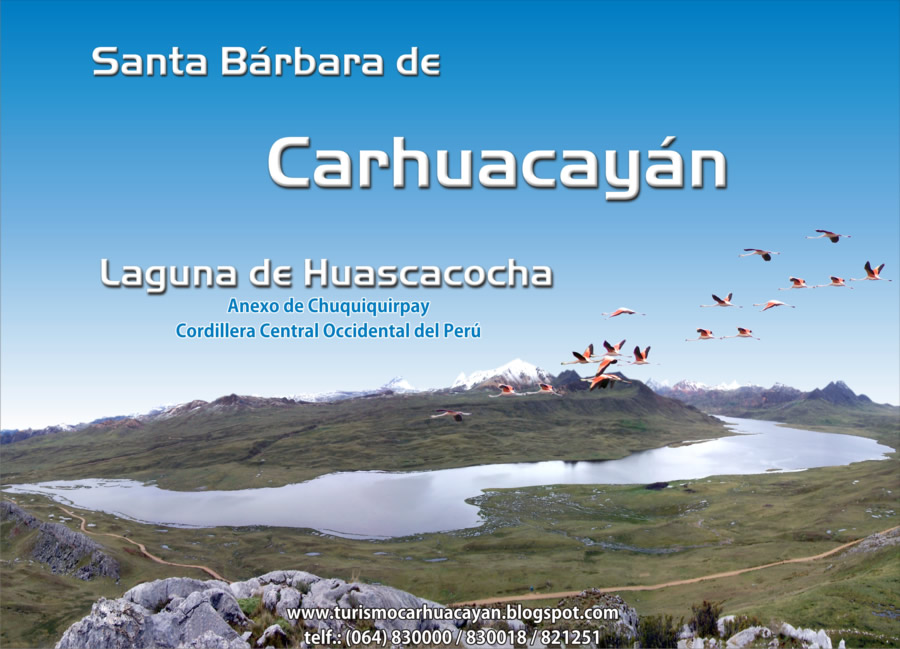 Santa Bárbara de
Carhuacayán
Laguna de Huascacocha
Anexo de Chuquiquirpay
Cordillera Central Occidental del Perú
www.turismocarhuacayan.blogspot.com
telf.: (064) 830000 / 830018 / 821251